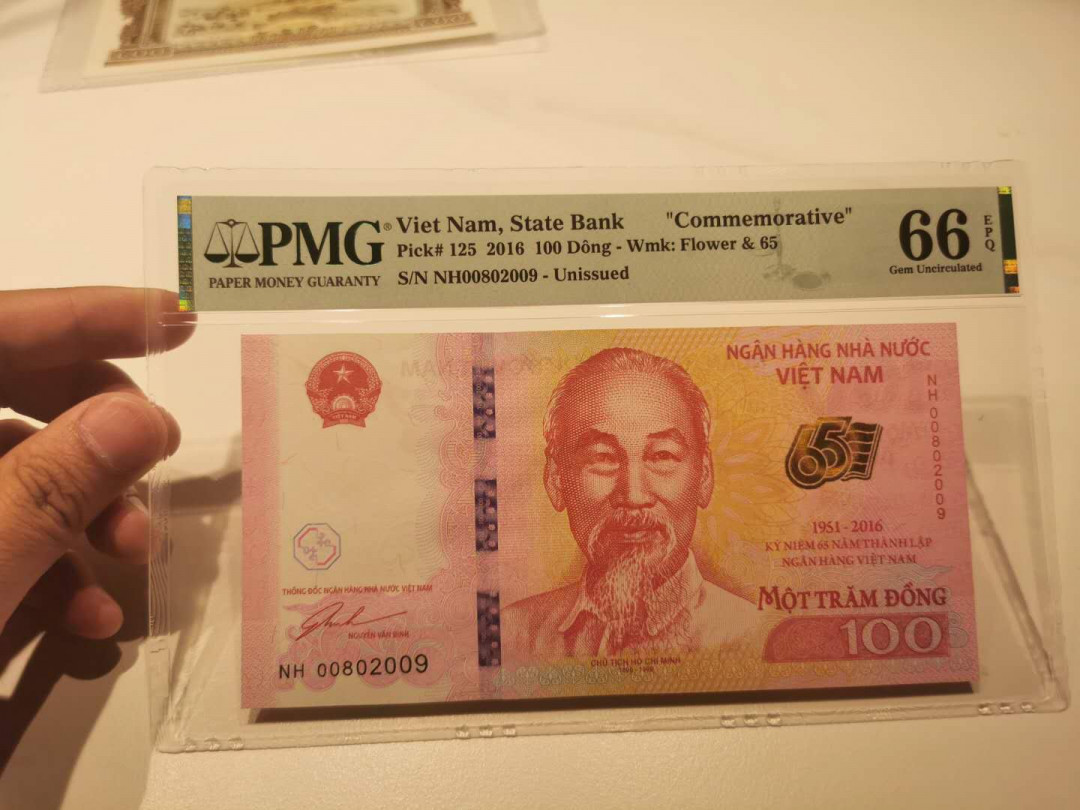 PMG®
PAPER MONEY GUARANTY
Viet Nam, State Bank "Commemorative"
Pick# 125 2016 100 Dông - Wmk: Flower & 65
S/N NH00802009 - Unissued
66
EPQ
Gem Uncirculated
NGÂN HÀNG NHÀ NƯỚC
VIỆT NAM
NH 00802009
65
1951 - 2016
KỶ NIỆM 65 NĂM THÀNH LẬP
NGÂN HÀNG VIỆT NAM
MỘT TRĂM ĐỒNG
100
THỐNG ĐỐC NGÂN HÀNG NHÀ NƯỚC VIỆT NAM
NGUYỄN VĂN BÌNH
NH 00802009
CHỦ TỊCH HỒ CHÍ MINH